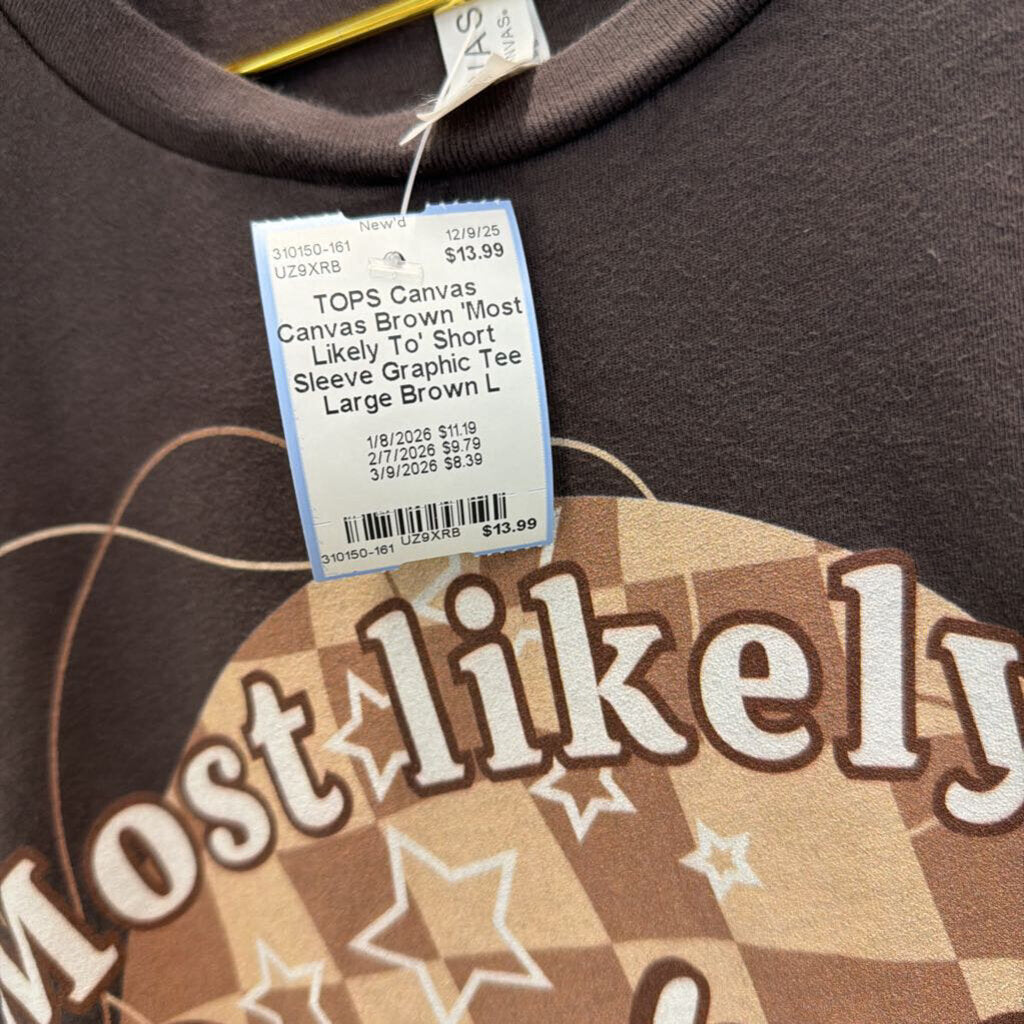 VAS
NVAS®
New'd
310150-161 12/9/25
UZ9XRB $13.99
TOPS Canvas
Canvas Brown 'Most
Likely To' Short
Sleeve Graphic Tee
Large Brown L
1/8/2026 $11.19
2/7/2026 $9.79
3/9/2026 $8.39
310150-161 UZ9XRB $13.99
Most likely